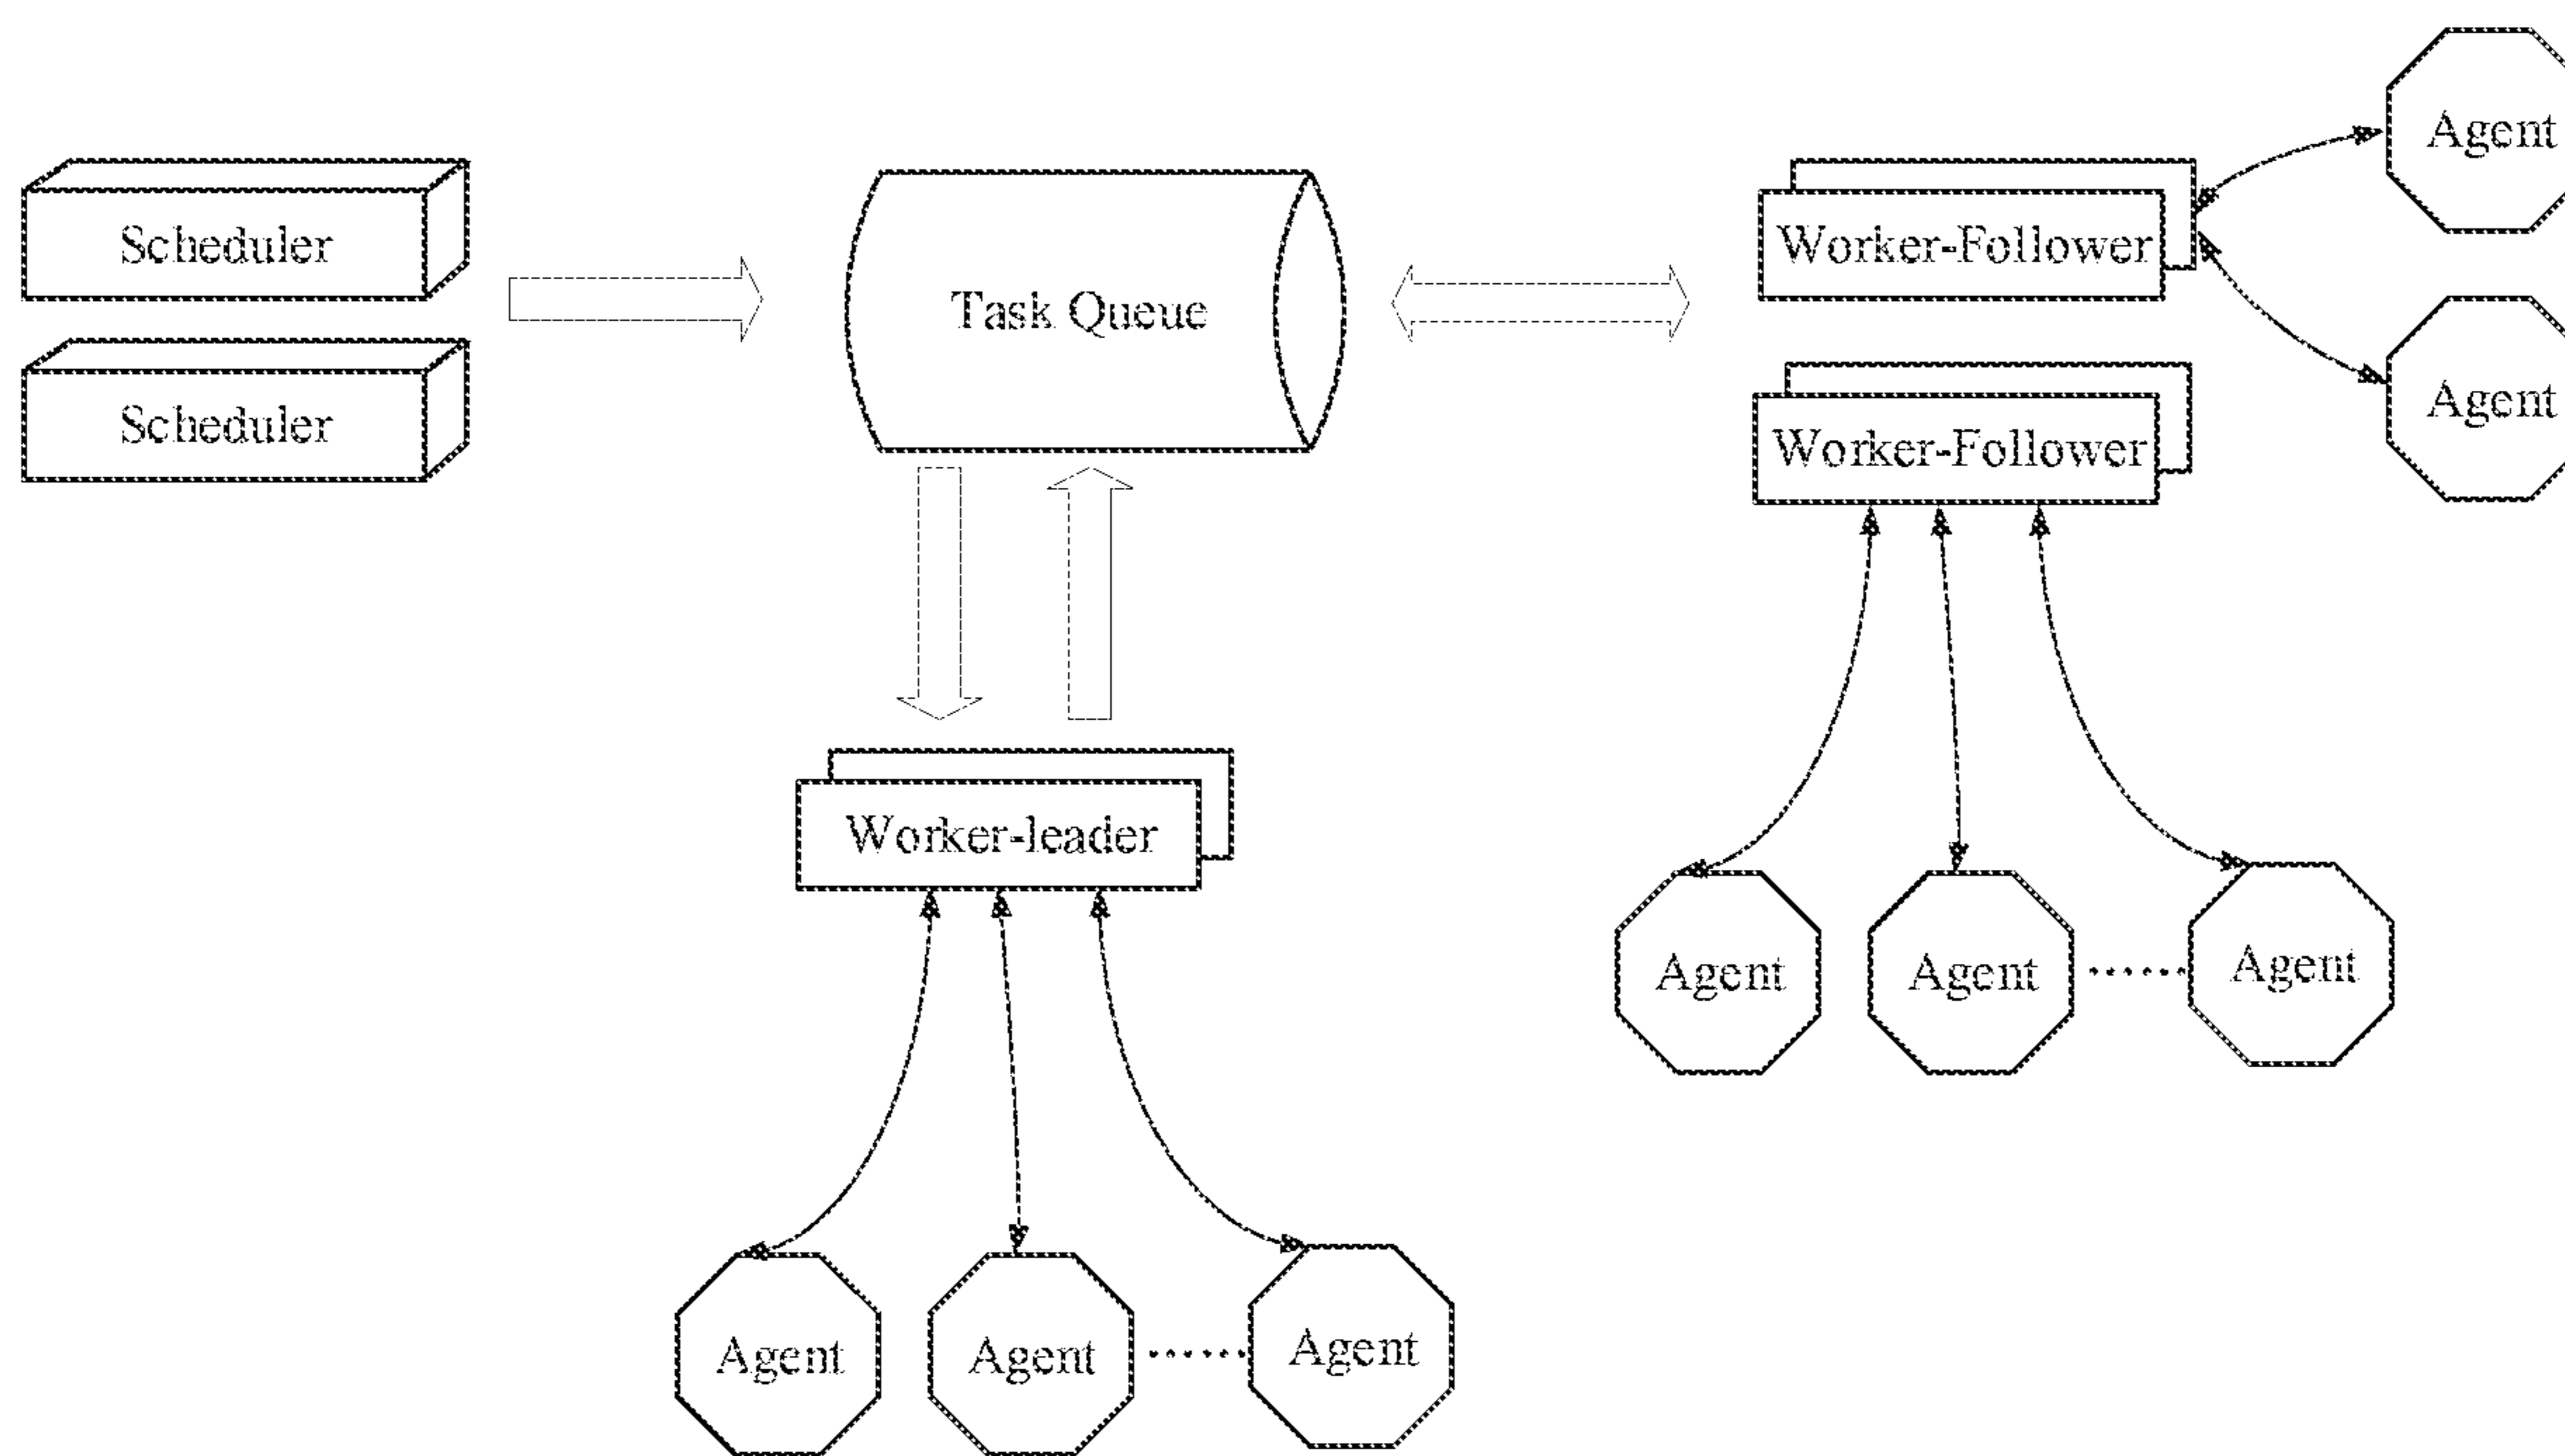 Scheduler
Scheduler
Task Queue
Worker-Follower
Worker-Follower
Agent
Agent
Worker-leader
Agent
Agent
Agent
Agent
Agent
Agent